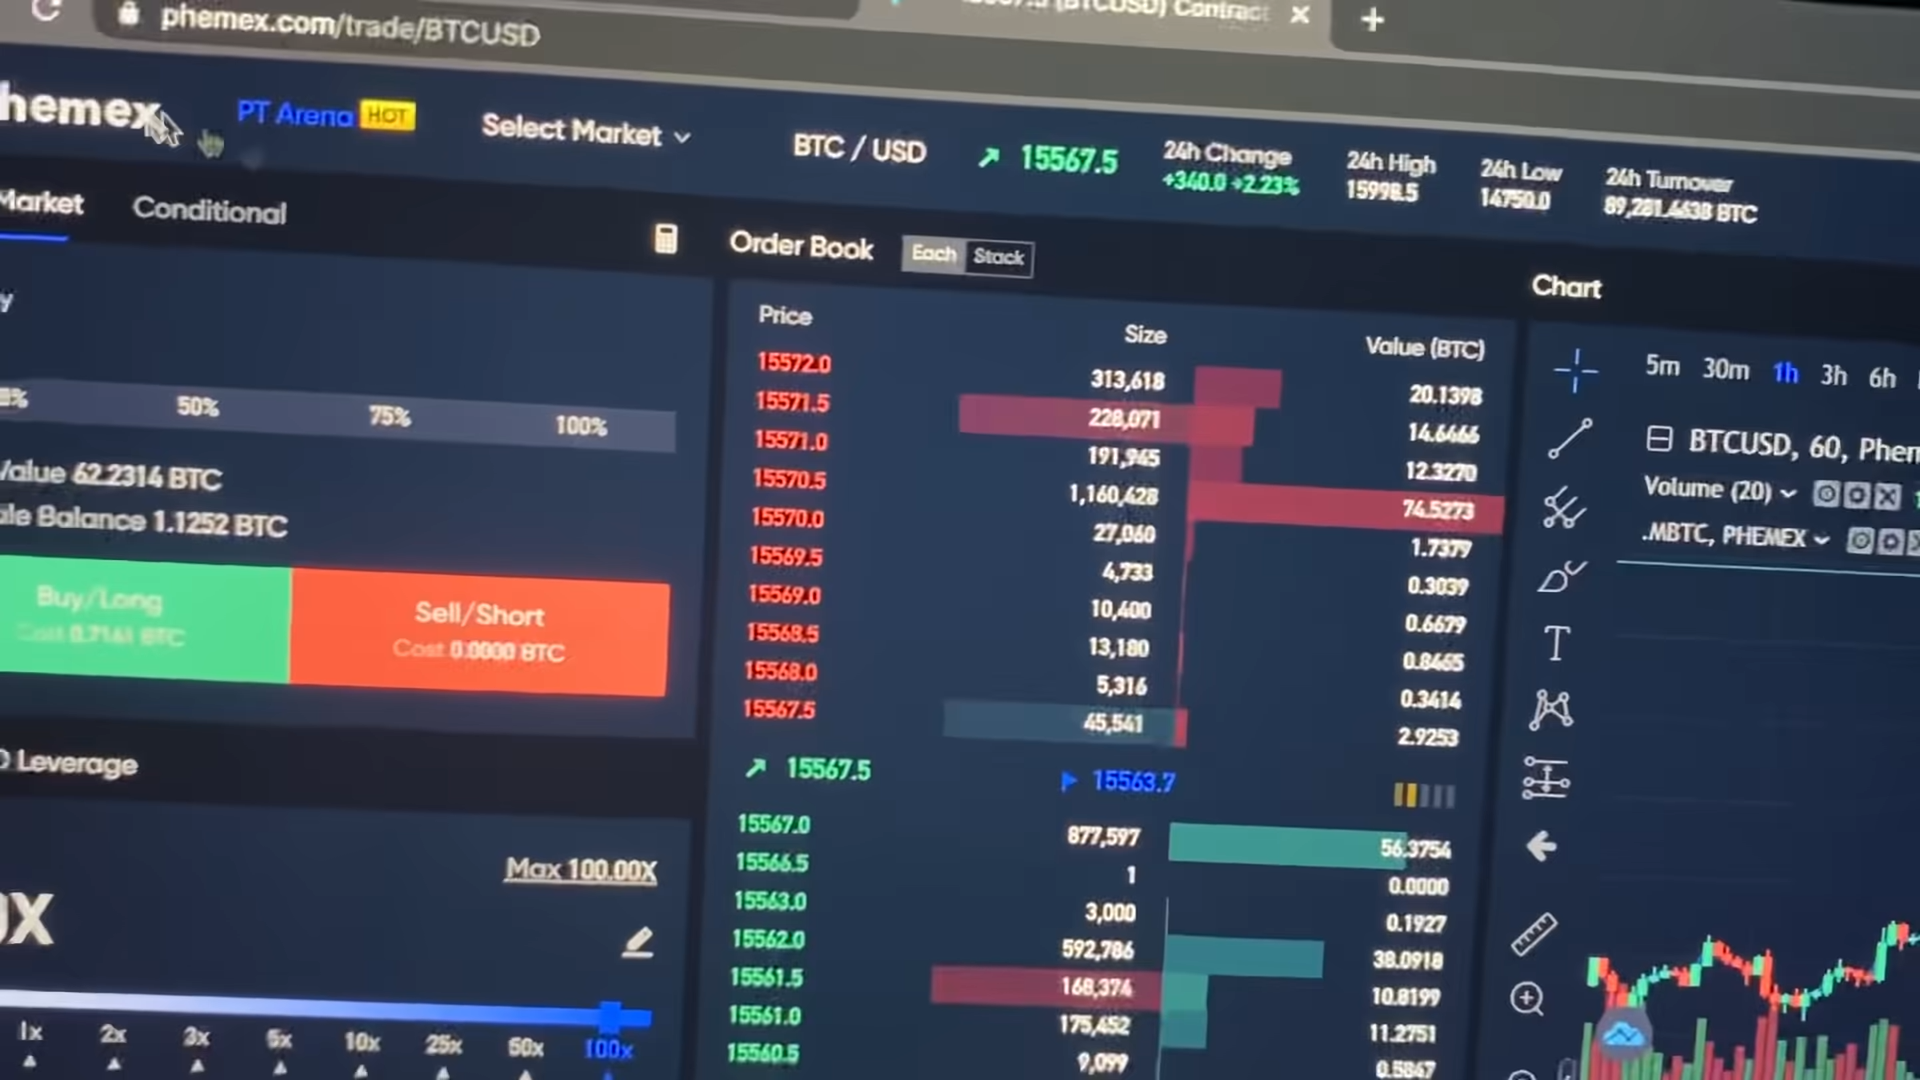 phemex.com/trade/BTCUSD
(BTCUSD) Contract
hemex
PT Arena HOT
Select Market
BTC / USD
15567.5
24h Change
+340.0 +2.23%
24h High
15998.5
24h Low
14750.0
24h Turnover
89,281.4638 BTC
Market
Conditional
Order Book
Each
Stack
Chart
y
50%
75%
100%
Value 62.2314 BTC
ble Balance 1.1252 BTC
Buy/Long
Cost 0.7161 BTC
Sell/Short
Cost 0.0000 BTC
Leverage
Max 100.00X
0X
1x 2x 3x 5x 10x 25x 50x 100x
Price Size Value (BTC)
15572.0 313,618 20.1398
15571.5 228,071 14.6466
15571.0 191,945 12.3270
15570.5 1,160,428 74.5273
15570.0 27,060 1.7379
15569.5 4,733 0.3039
15569.0 10,400 0.6679
15568.5 13,180 0.8465
15568.0 5,316 0.3414
15567.5 45,541 2.9253
15567.5 15563.7
15567.0 877,597 56.3754
15566.5 1 0.0000
15563.0 3,000 0.1927
15562.0 592,786 38.0918
15561.5 168,374 10.8199
15561.0 175,452 11.2751
15560.5 9,099 0.5847
5m 30m 1h 3h 6h
BTCUSD, 60, Phem
Volume (20)
.MBTC, PHEMEX